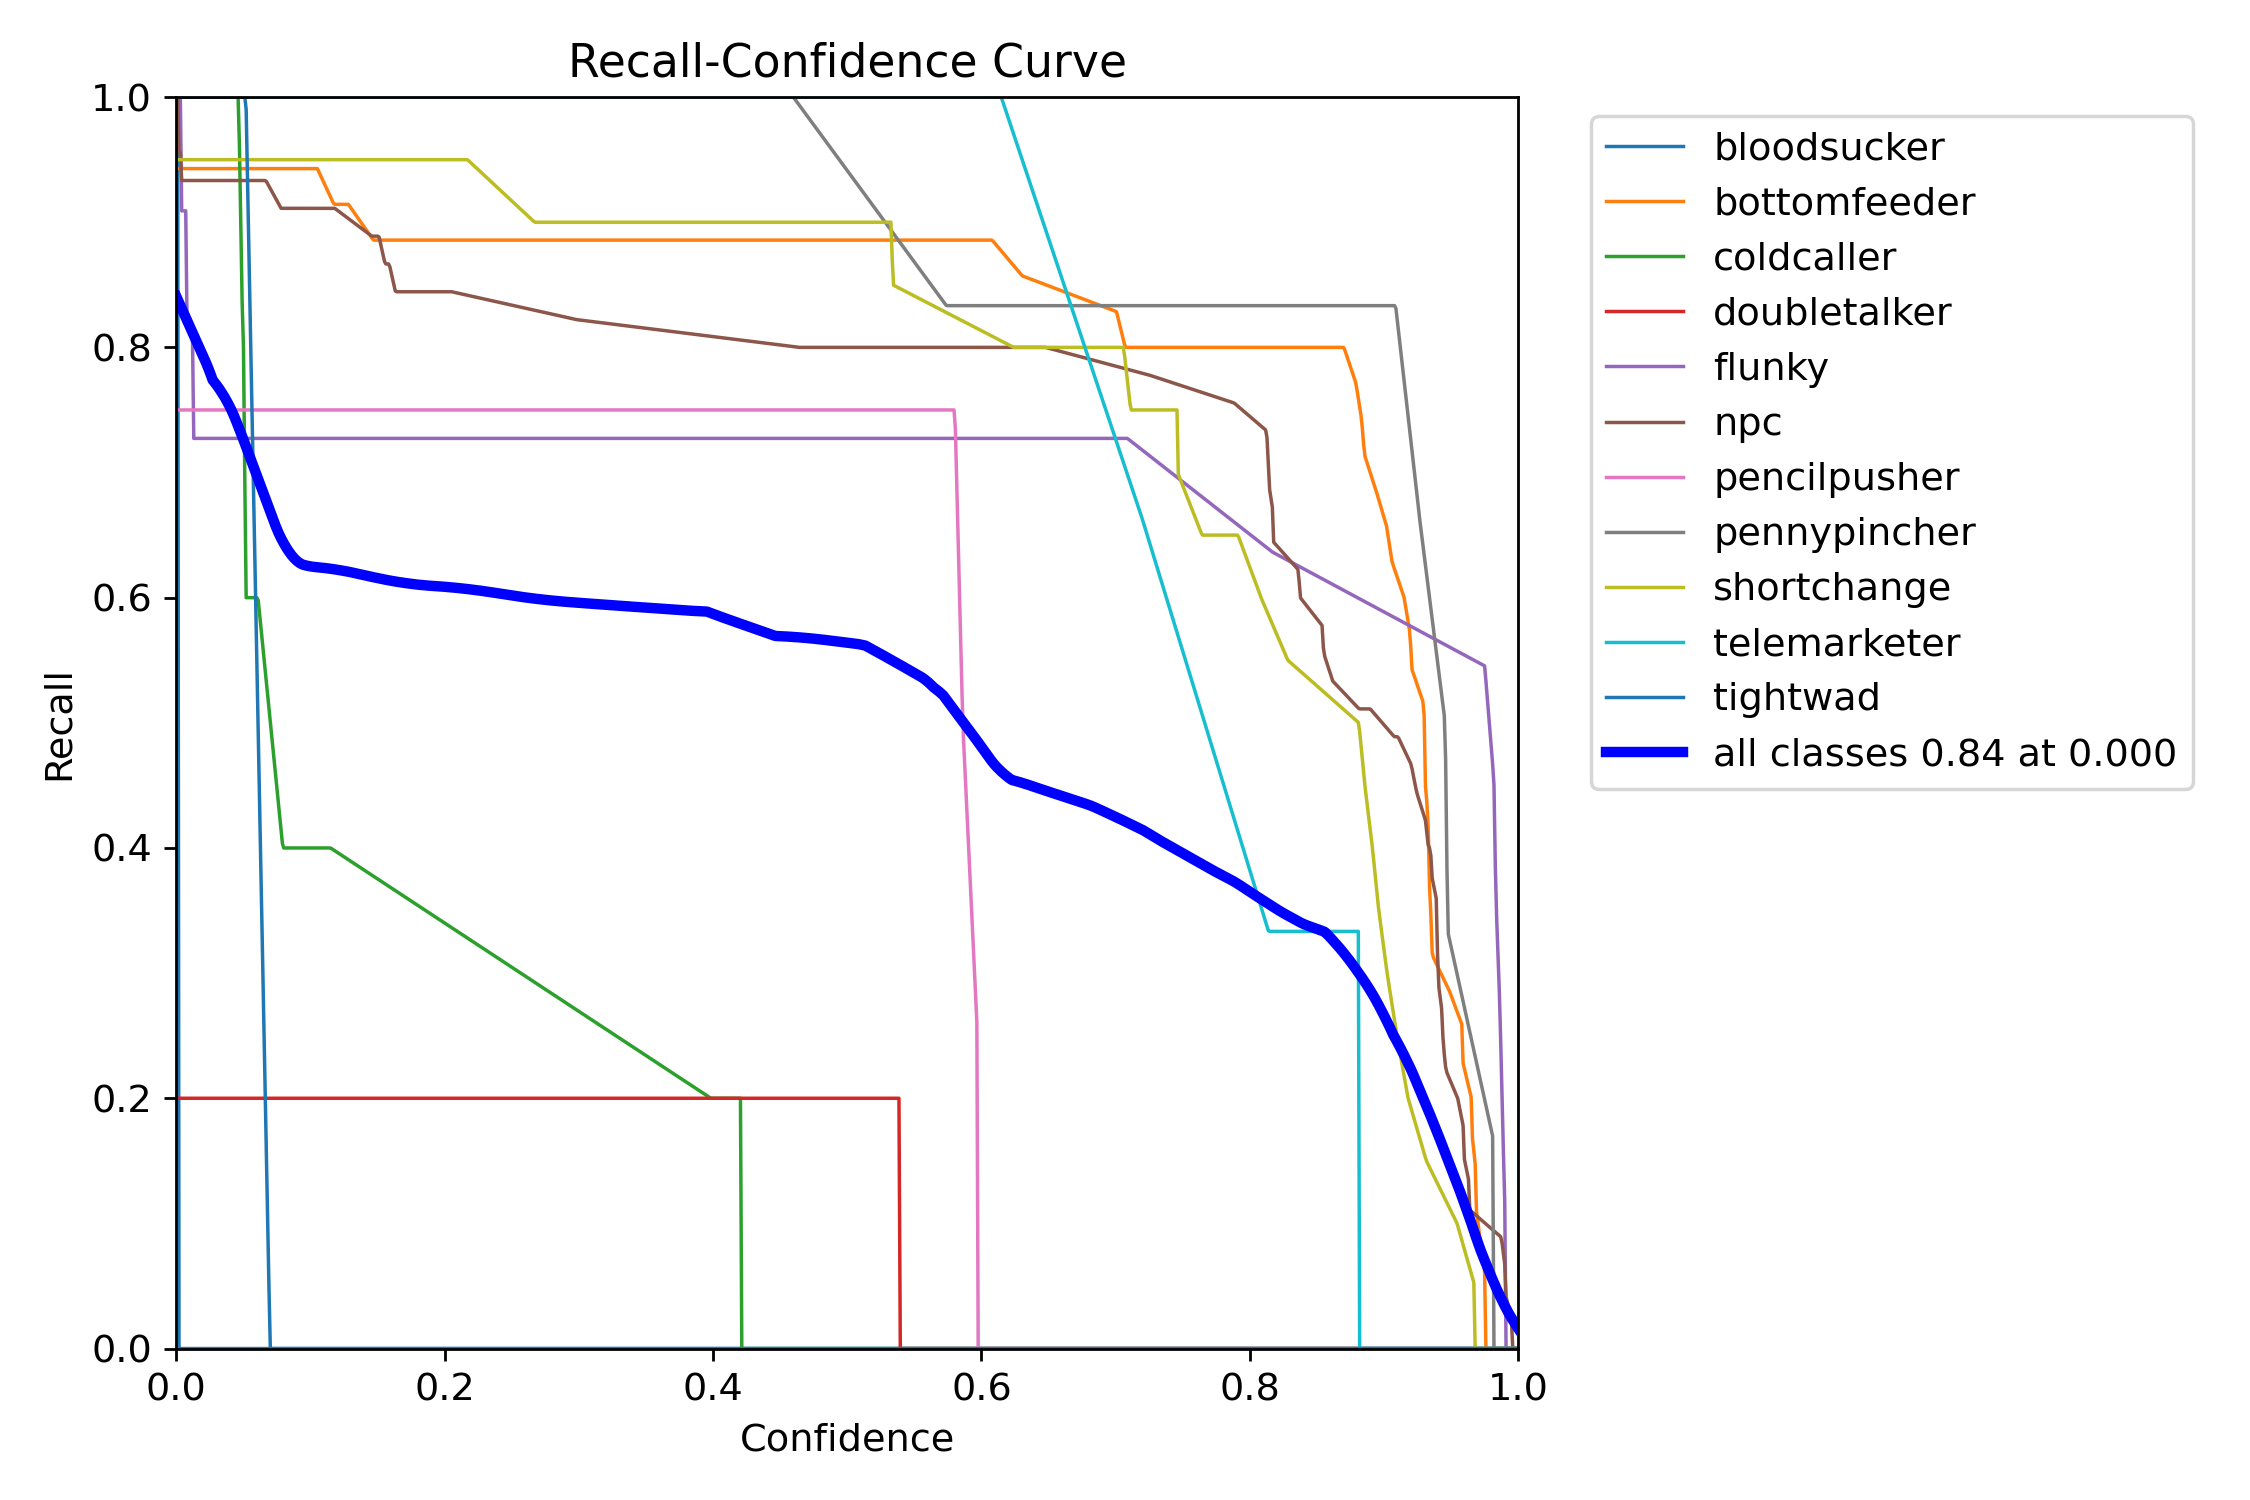 Recall-Confidence Curve
1.0
0.8
0.6
0.4
0.2
0.0
Recall
0.0 0.2 0.4 0.6 0.8 1.0
Confidence
bloodsucker
bottomfeeder
coldcaller
doubletalker
flunky
npc
pencilpusher
pennypincher
shortchange
telemarketer
tightwad
all classes 0.84 at 0.000